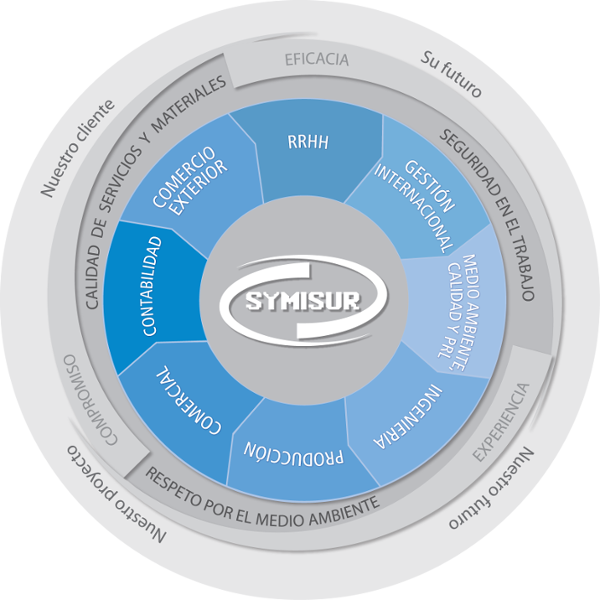 Nuestro cliente
Su futuro
Nuestro futuro
Nuestro proyecto
EFICACIA
CALIDAD DE SERVICIOS Y MATERIALES
SEGURIDAD EN EL TRABAJO
EXPERIENCIA
RESPETO POR EL MEDIO AMBIENTE
COMPROMISO
RRHH
GESTIÓN
INTERNACIONAL
MEDIO AMBIENTE,
CALIDAD Y PRL
INGENIERIA
PRODUCCIÓN
COMERCIAL
CONTABILIDAD
COMERCIO
EXTERIOR
SYMISUR